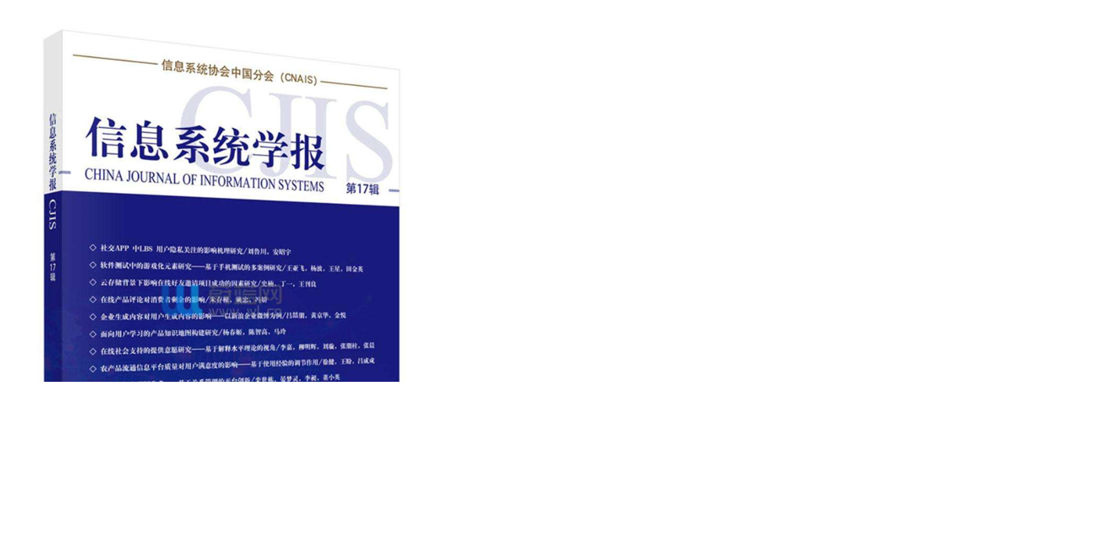 信息系统协会中国分会（CNAIS）
CJIS
信息系统学报
CHINA JOURNAL OF INFORMATION SYSTEMS
第17辑
信息系统学报 CJIS 第17辑
◇ 社交APP 中LBS 用户隐私关注的影响机理研究/刘鲁川，安昭宇
◇ 软件测试中的游戏化元素研究——基于手机测试的多案例研究/王亚飞，杨波，王星，田金英
◇ 云存储背景下影响在线好友邀请项目成功的因素研究/史楠，丁一，王刊良
◇ 在线产品评论对消费者剩余的影响/
◇ 企业生成内容对用户生成内容的影响——以新浪企业微博为例/吕喆朋，黄京华，金悦
◇ 面向用户学习的产品知识地图构建研究/杨春姬，陈智高，马玲
◇ 在线社会支持的提供意愿研究——基于解释水平理论的视角/李嘉，柳明辉，刘璇，张朋柱，张晨
◇ 农产品流通信息平台质量对用户满意度的影响——基于使用经验的调节作用/徐健，王盼，吕成戍
蔚蓝网
www.wl.cn